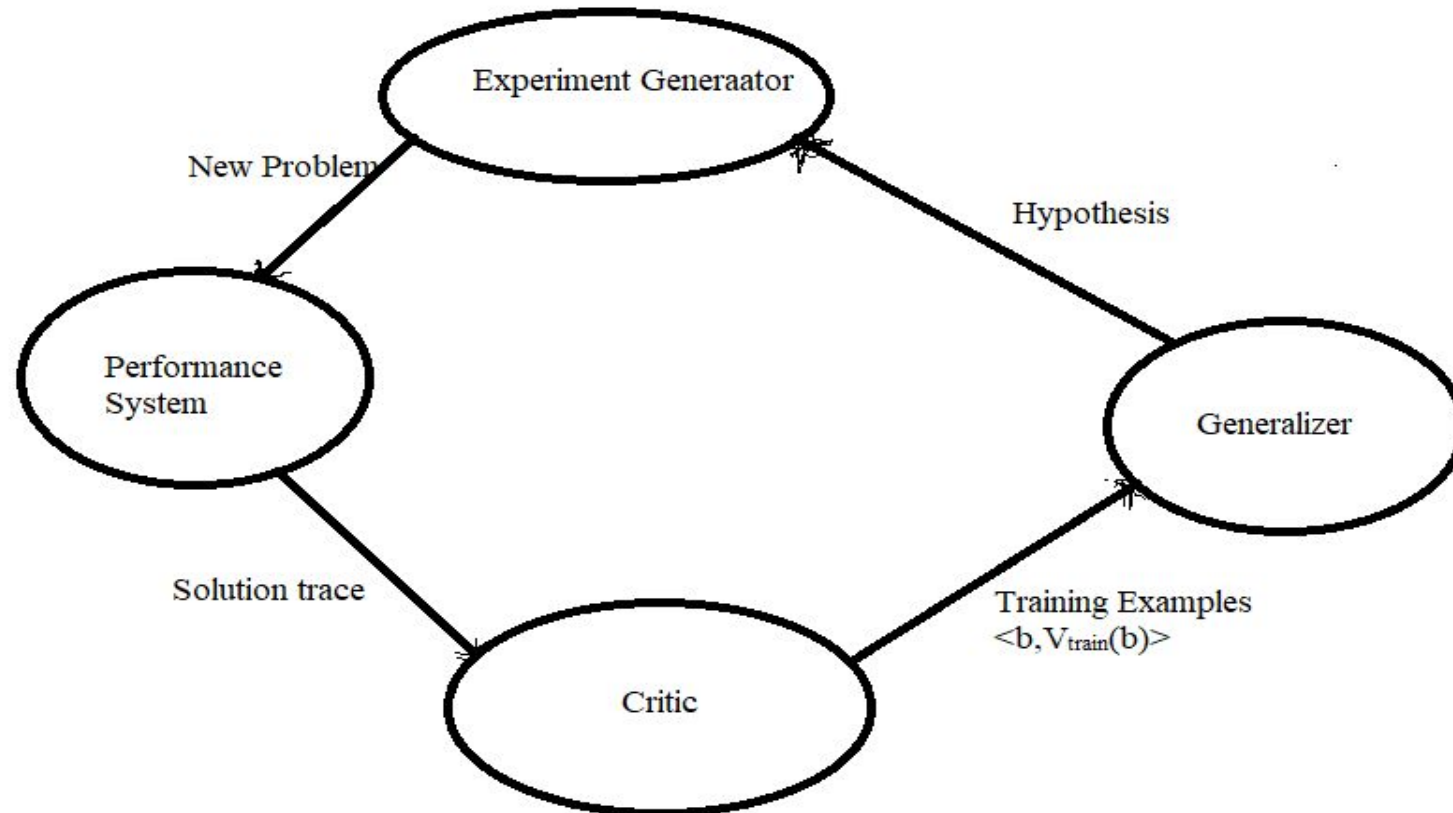 Experiment Generaator
New Problem
Hypothesis
Performance
System
Generalizer
Solution trace
Training Examples
<b,Vtrain(b)>
Critic